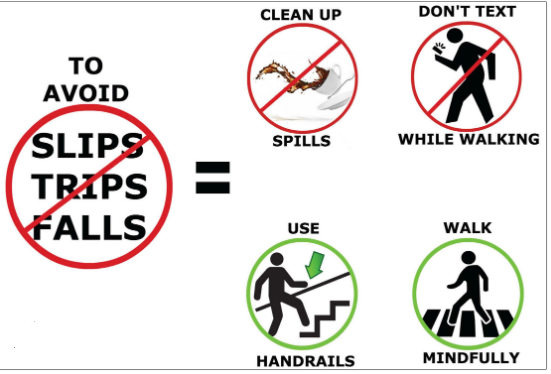 TO
AVOID
SLIPS
TRIPS
FALLS
=
CLEAN UP
SPILLS
DON'T TEXT
WHILE WALKING
USE
HANDRAILS
WALK
MINDFULLY